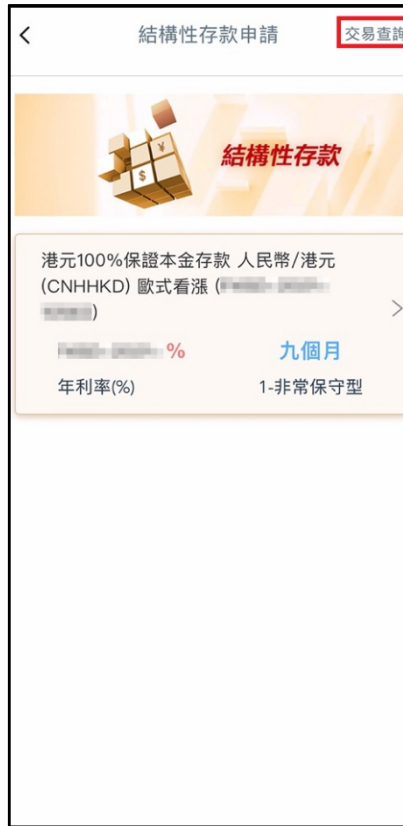 結構性存款申請
交易查詢
結構性存款
港元100%保證本金存款 人民幣/港元
(CNHHKD) 歐式看漲 (
)
% 九個月
年利率(%) 1-非常保守型